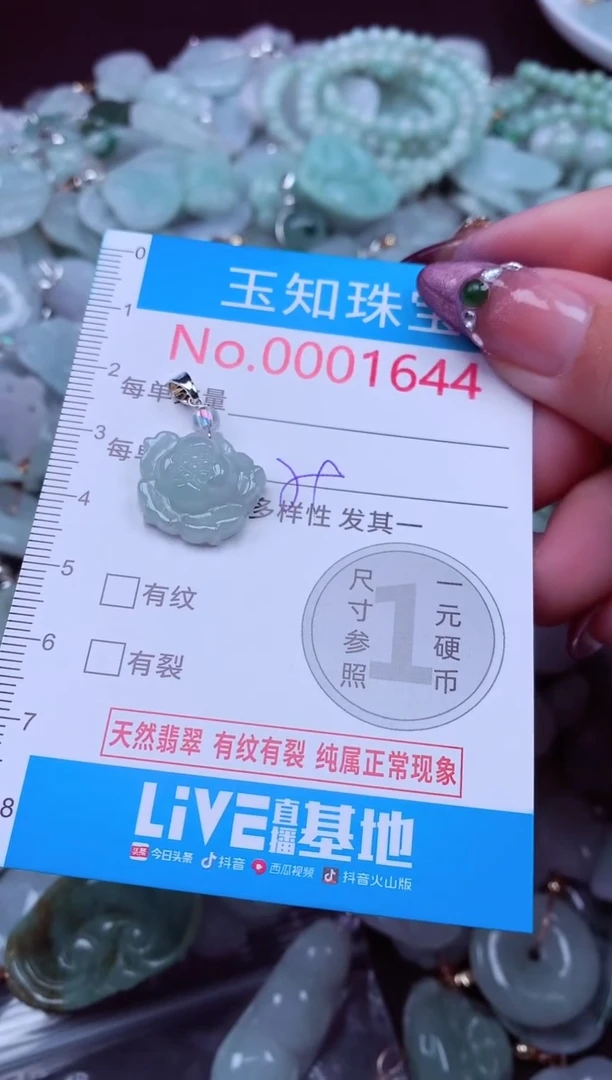 0
玉知珠宝
1
No.0001644
2
每单 量
3
每单
4
多样性 发其一
5
有纹
尺寸参照
1
一元硬币
6
有裂
7
天然翡翠 有纹有裂 纯属正常现象
8
LiVE直播基地
头条 今日头条 抖音 西瓜视频 抖音火山版